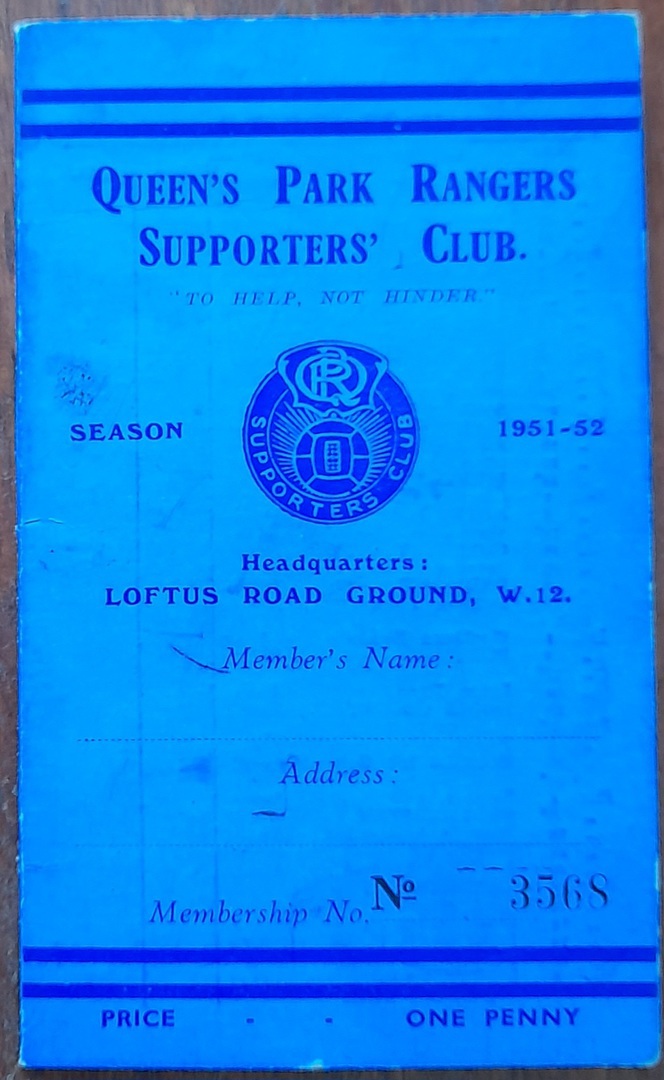 QUEEN'S PARK RANGERS
SUPPORTERS' CLUB.
"TO HELP, NOT HINDER."
QPR
SUPPORTERS CLUB
SEASON 1951-52
Headquarters:
LOFTUS ROAD GROUND, W.12.
Member's Name:
Address:
Membership No. Nº 3568
PRICE - - ONE PENNY